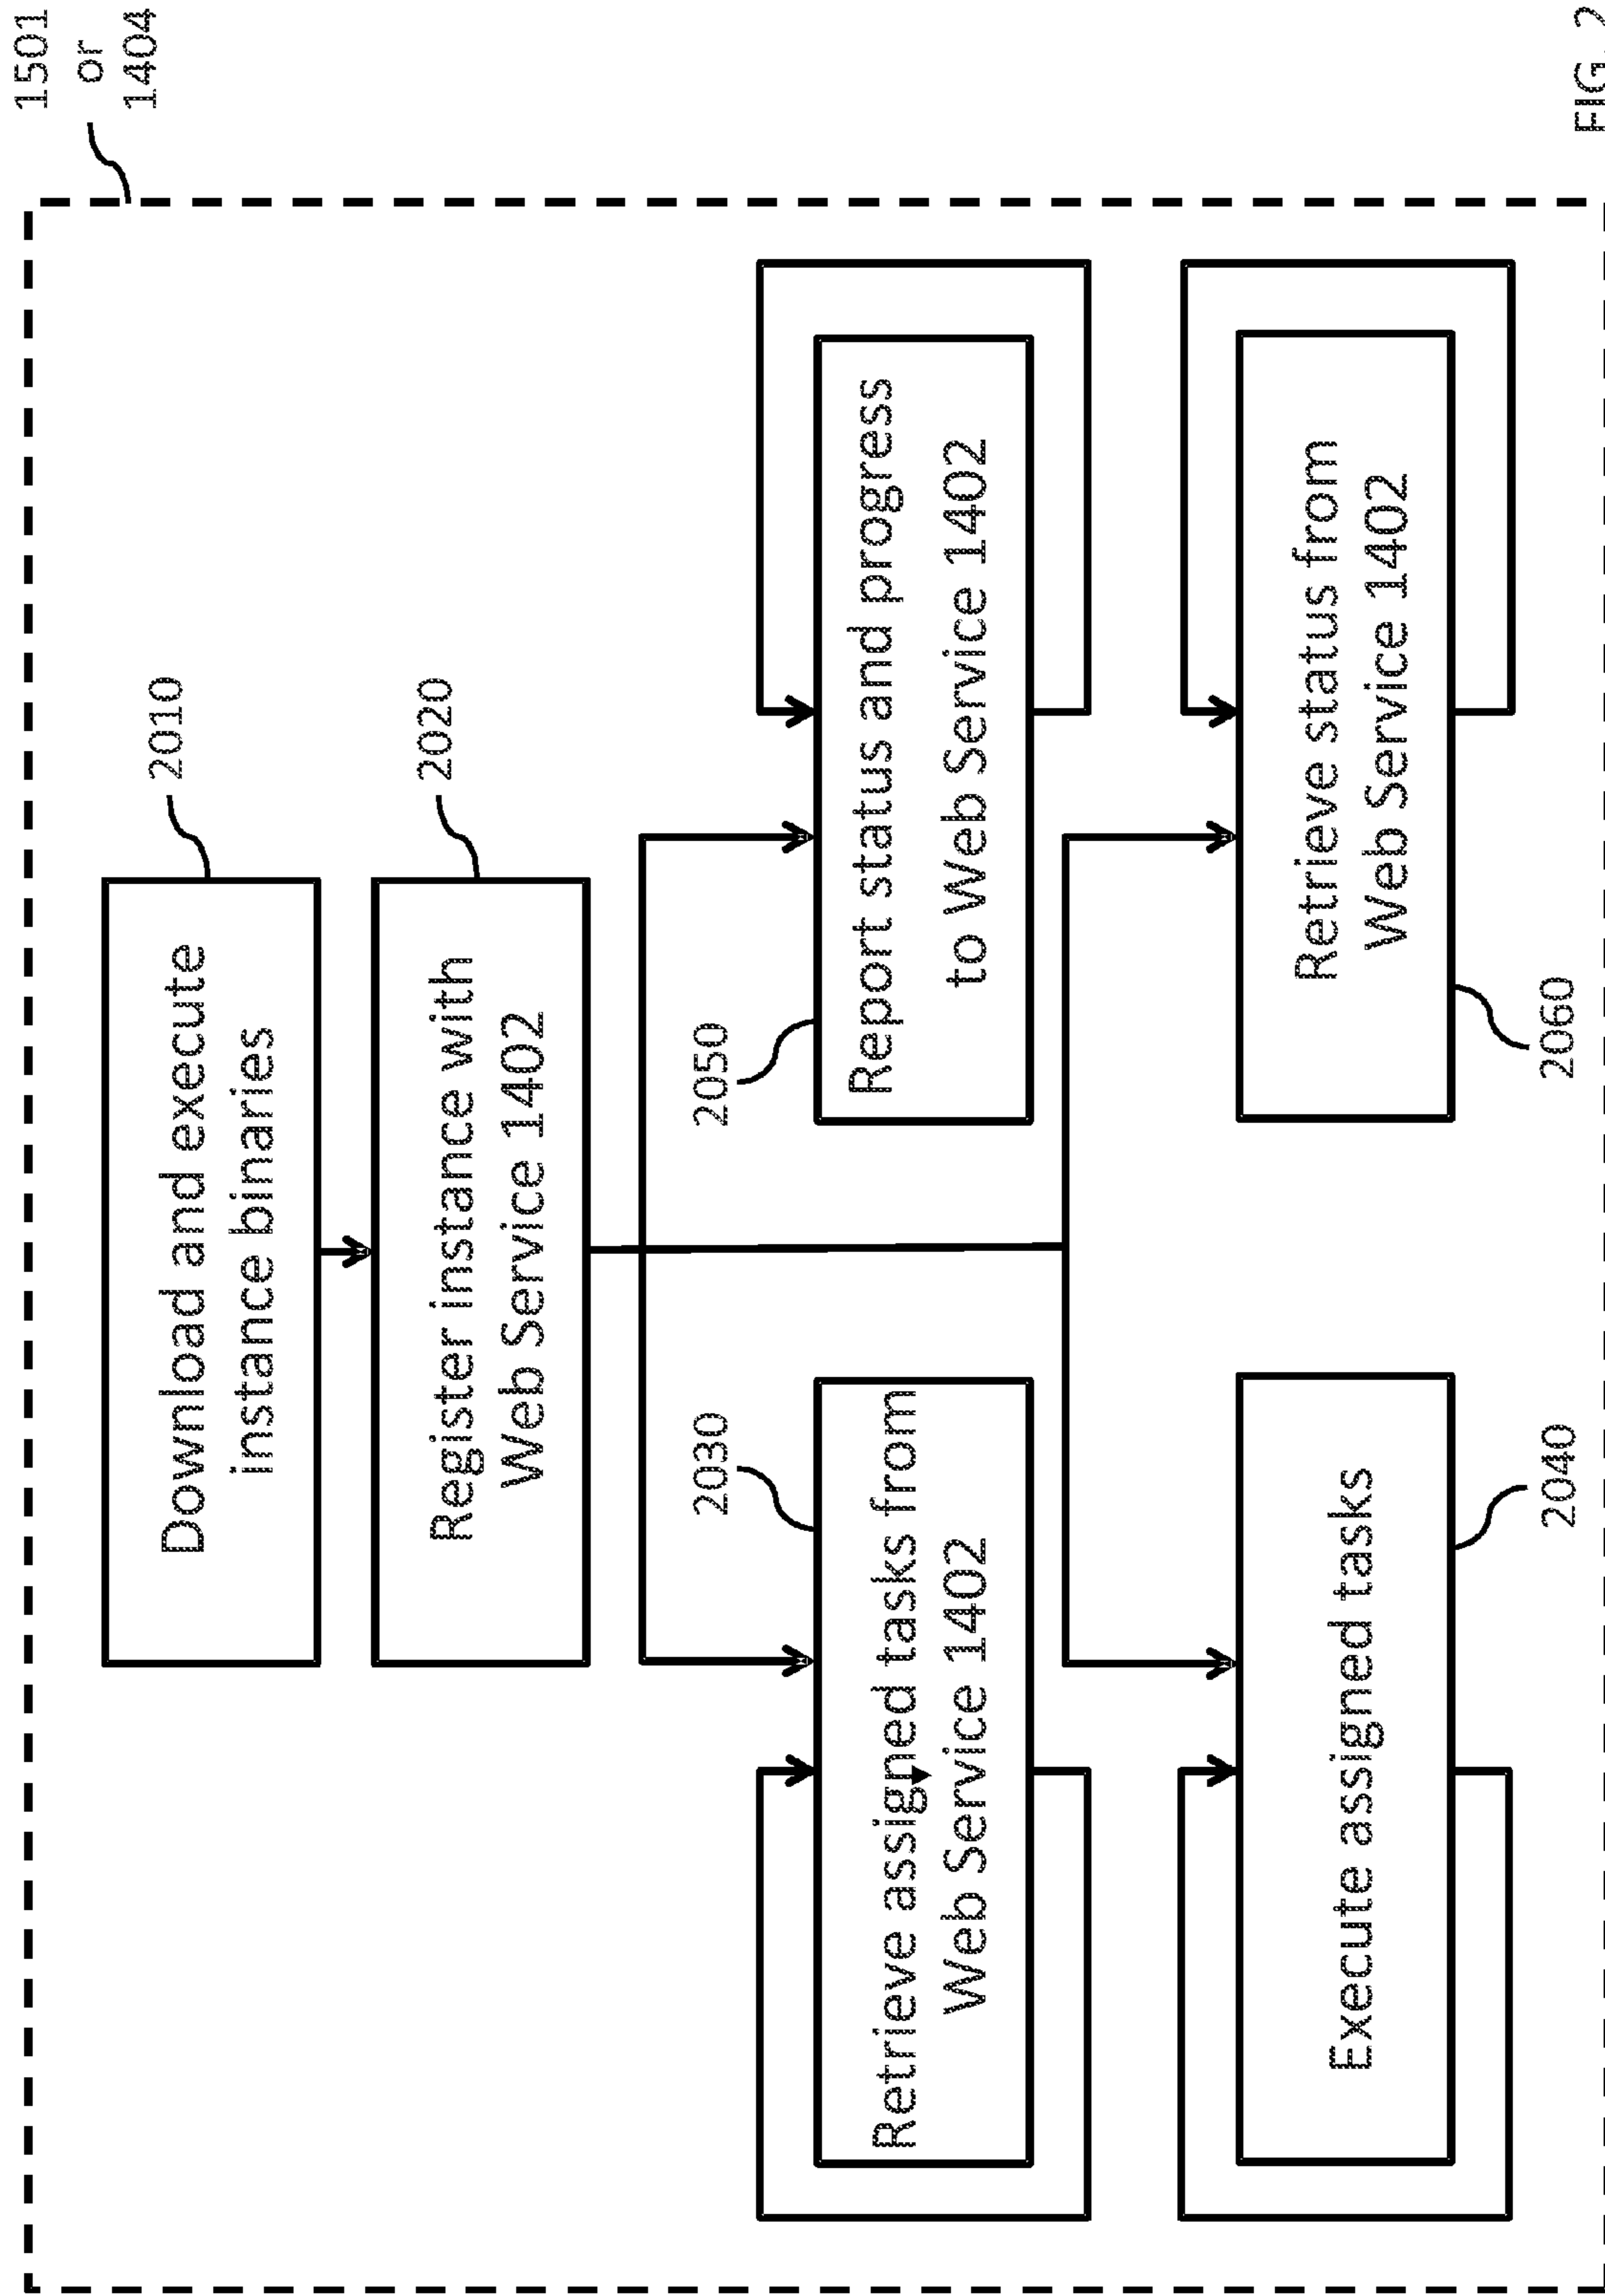 1501
or
1404
Download and execute
instance binaries
2010
Register instance with
Web Service 1402
2020
2030
Retrieve assigned tasks from
Web Service 1402
2050
Report status and progress
to Web Service 1402
Execute assigned tasks
2040
Retrieve status from
Web Service 1402
2060
FIG. 2